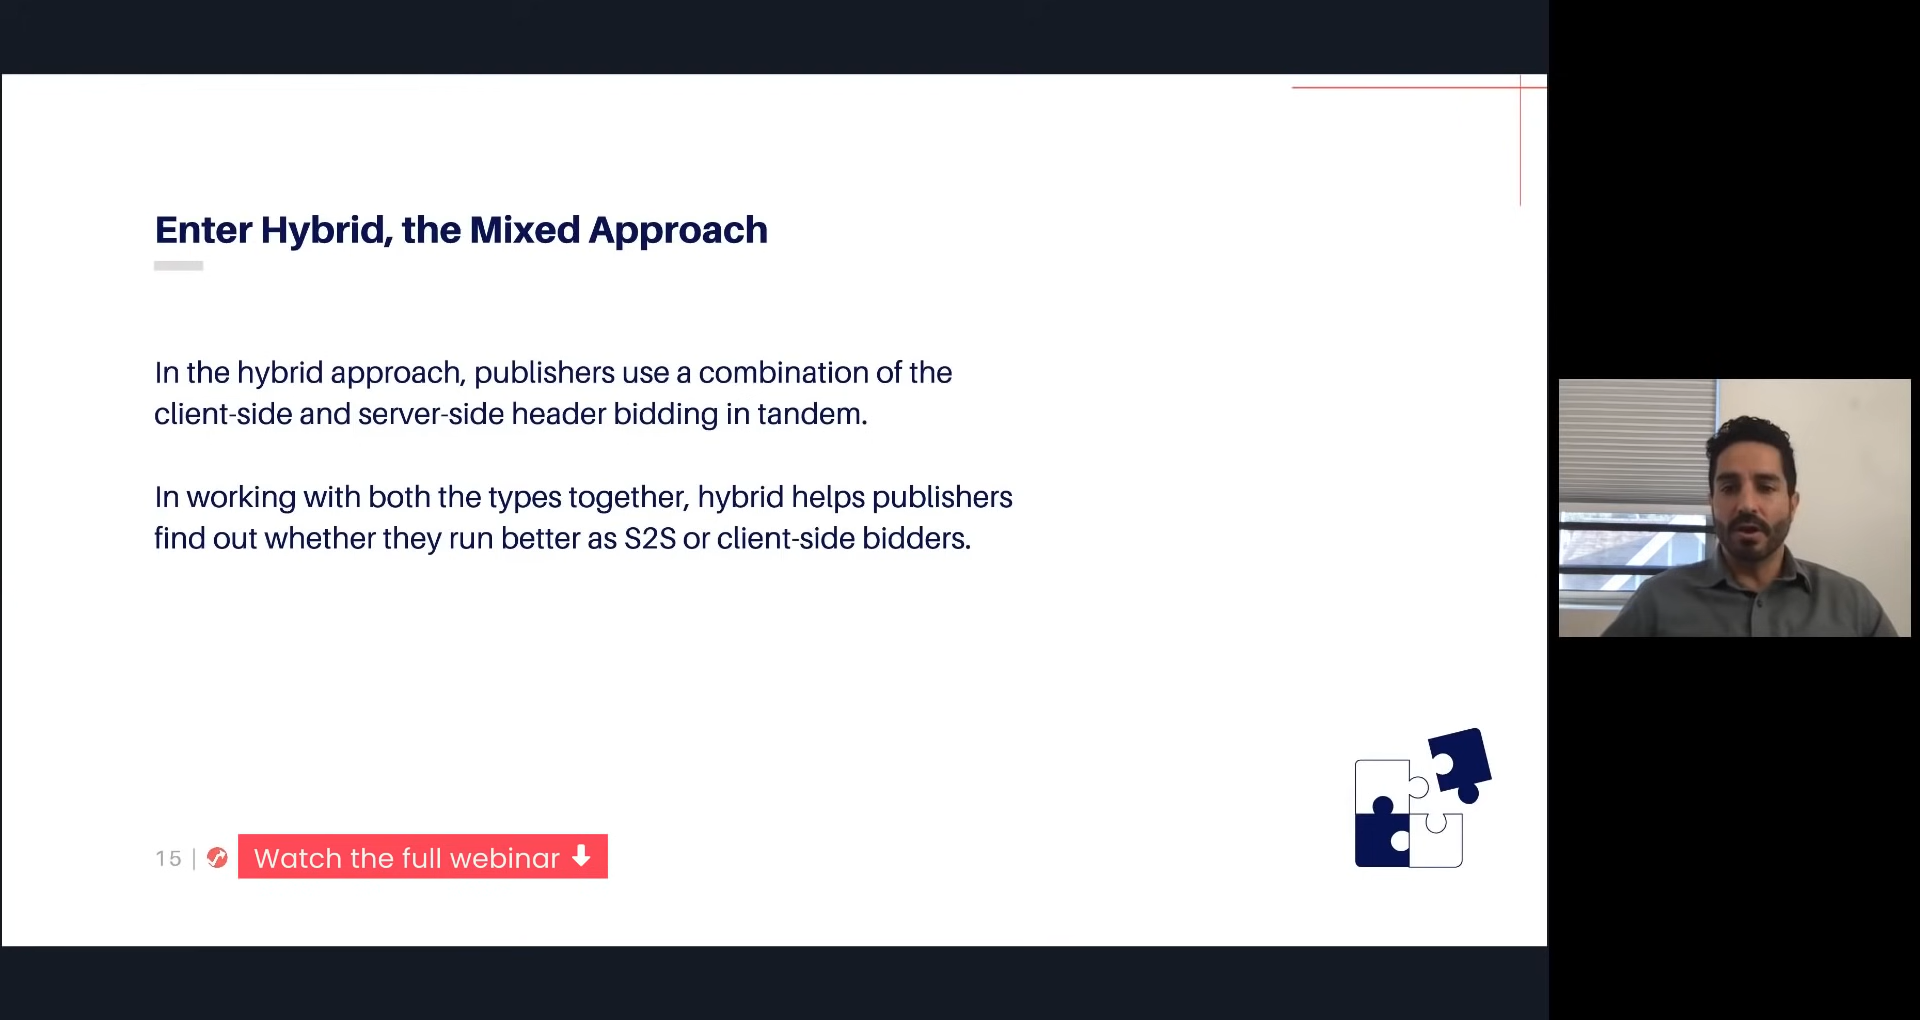 Enter Hybrid, the Mixed Approach
In the hybrid approach, publishers use a combination of the
client-side and server-side header bidding in tandem.
In working with both the types together, hybrid helps publishers
find out whether they run better as S2S or client-side bidders.
15 |
Watch the full webinar